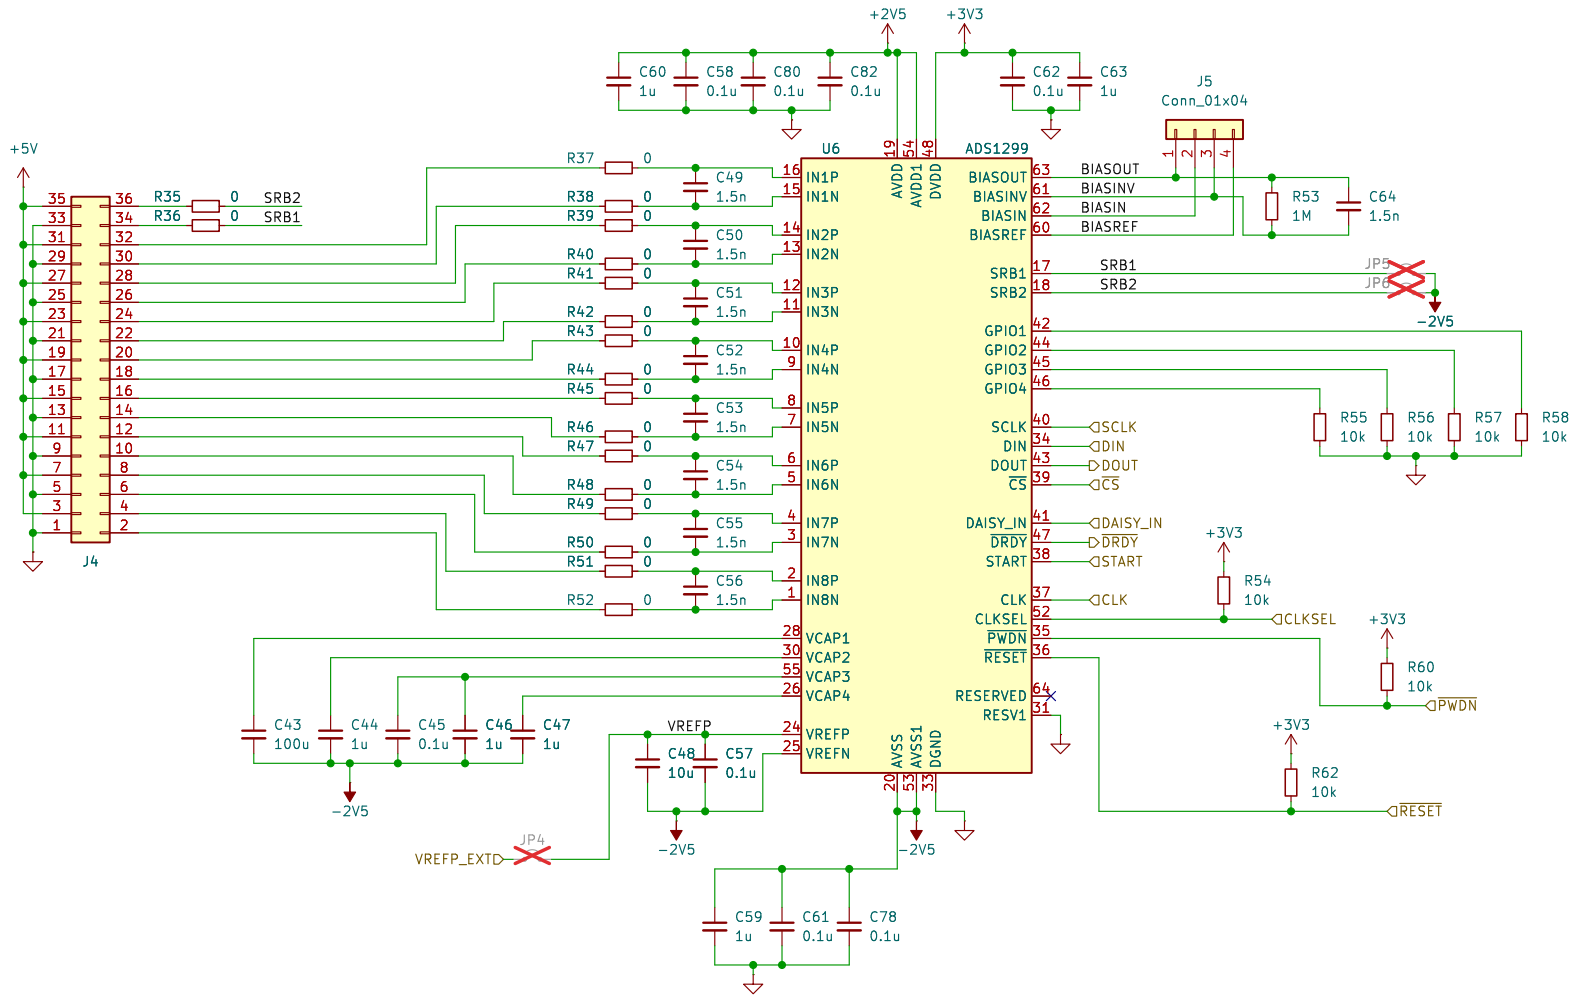 +2V5
+3V3
C60
1u
C58
0.1u
C80
0.1u
C82
0.1u
C62
0.1u
C63
1u
J5
Conn_01x04
1
2
3
4
+5V
35
33
31
29
27
25
23
21
19
17
15
13
11
9
7
5
3
1
36
34
32
30
28
26
24
22
20
18
16
14
12
10
8
6
4
2
J4
R35
0
SRB2
R36
0
SRB1
R37
0
R38
0
R39
0
R40
0
R41
0
R42
0
R43
0
R44
0
R45
0
R46
0
R47
0
R48
0
R49
0
R50
0
R51
0
R52
0
C49
1.5n
C50
1.5n
C51
1.5n
C52
1.5n
C53
1.5n
C54
1.5n
C55
1.5n
C56
1.5n
U6
ADS1299
19
54
48
AVDD
AVDD1
DVDD
16 IN1P
15 IN1N
14 IN2P
13 IN2N
12 IN3P
11 IN3N
10 IN4P
9 IN4N
8 IN5P
7 IN5N
6 IN6P
5 IN6N
4 IN7P
3 IN7N
2 IN8P
1 IN8N
28 VCAP1
30 VCAP2
55 VCAP3
26 VCAP4
24 VREFP
25 VREFN
AVSS
AVSS1
DGND
20
53
33
BIASOUT 63 BIASOUT
BIASINV 61 BIASINV
BIASIN 62 BIASIN
BIASREF 60 BIASREF
SRB1 17 SRB1
SRB2 18 SRB2
GPIO1 42
GPIO2 44
GPIO3 45
GPIO4 46
SCLK 40 SCLK
DIN 34 DIN
DOUT 43 DOUT
CS 39 CS
DAISY_IN 41 DAISY_IN
DRDY 47 DRDY
START 38 START
CLK 37 CLK
CLKSEL 52 CLKSEL
PWDN 35
RESET 36
RESERVED 64
RESV1 31
R53
1M
C64
1.5n
JP5
JP6
-2V5
R55
10k
R56
10k
R57
10k
R58
10k
+3V3
R54
10k
+3V3
R60
10k
PWDN
+3V3
R62
10k
RESET
C43
100u
C44
1u
C45
0.1u
C46
1u
C47
1u
-2V5
VREFP
C48
10u
C57
0.1u
-2V5
-2V5
JP4
VREFP_EXT
C59
1u
C61
0.1u
C78
0.1u